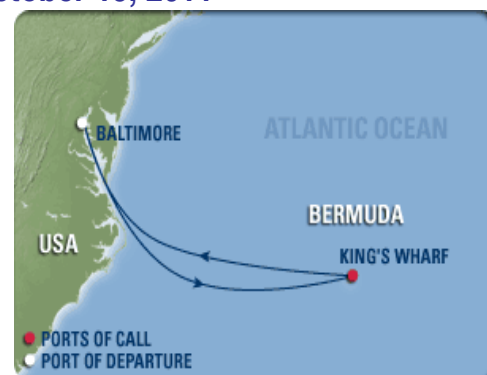 BALTIMORE
ATLANTIC OCEAN
BERMUDA
USA
KING'S WHARF
PORTS OF CALL
PORT OF DEPARTURE